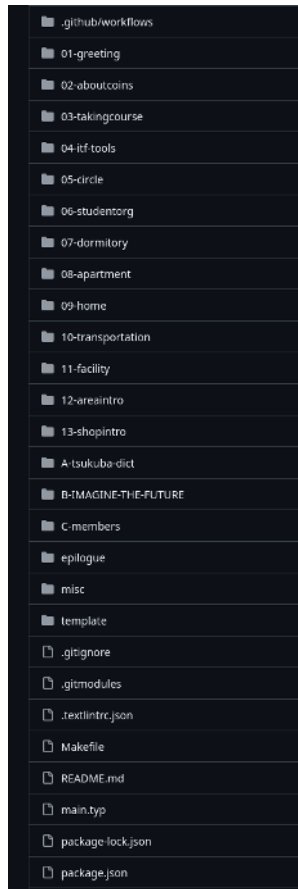 .github/workflows
01-greeting
02-aboutcoins
03-takingcourse
04-itf-tools
05-circle
06-studentorg
07-dormitory
08-apartment
09-home
10-transportation
11-facility
12-areaintro
13-shopintro
A-tsukuba-dict
B-IMAGINE-THE-FUTURE
C-members
epilogue
misc
template
.gitignore
.gitmodules
.textlintrc.json
Makefile
README.md
main.typ
package-lock.json
package.json